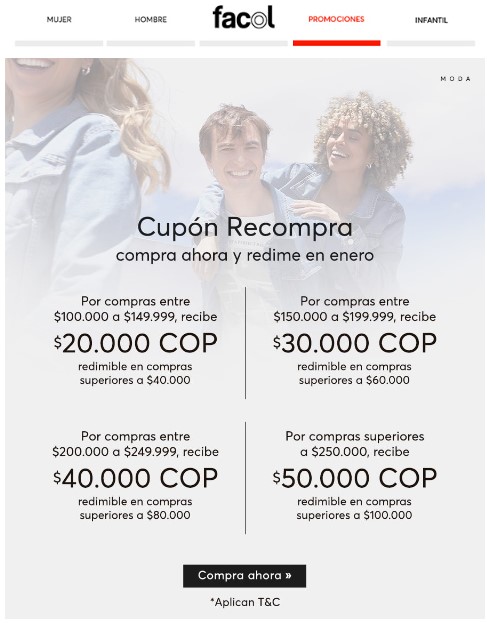 MUJER
HOMBRE
facol
PROMOCIONES
INFANTIL
MODA
Cupón Recompra
compra ahora y redime en enero
Por compras entre
$100.000 a $149.999, recibe
$20.000 COP
redimible en compras
superiores a $40.000
Por compras entre
$150.000 a $199.999, recibe
$30.000 COP
redimible en compras
superiores a $60.000
Por compras entre
$200.000 a $249.999, recibe
$40.000 COP
redimible en compras
superiores a $80.000
Por compras superiores
a $250.000, recibe
$50.000 COP
redimible en compras
superiores a $100.000
Compra ahora »
*Aplican T&C